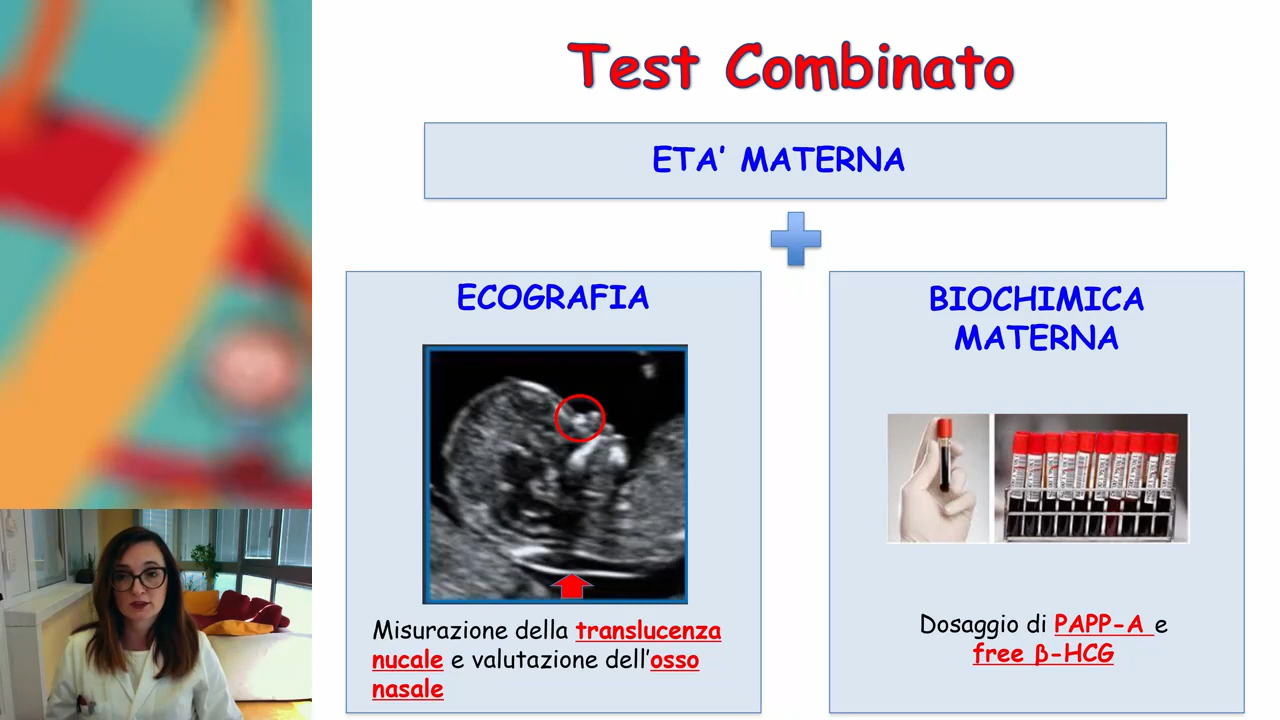 Test Combinato
ETA’ MATERNA
ECOGRAFIA
Misurazione della translucenza
nucale e valutazione dell’osso
nasale
BIOCHIMICA
MATERNA
Dosaggio di PAPP-A e
free β-HCG